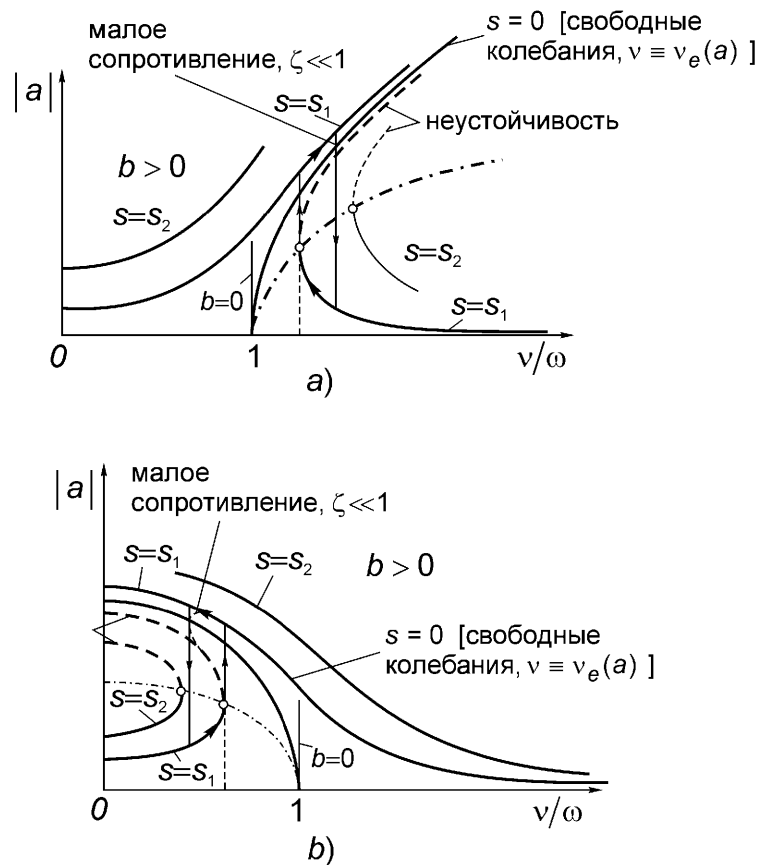 малое
сопротивление, ζ≪1
s = 0 [свободные
колебания, ν ≡ νₑ(a) ]
|a|
s=s₁
неустойчивость
b > 0
s=s₂
s=s₂
b=0
s=s₁
0
1
ν/ω
a)
малое
сопротивление, ζ≪1
|a|
s=s₁
s=s₂
b > 0
s = 0 [свободные
колебания, ν ≡ νₑ(a) ]
s=s₂
b=0
s=s₁
0
1
ν/ω
b)